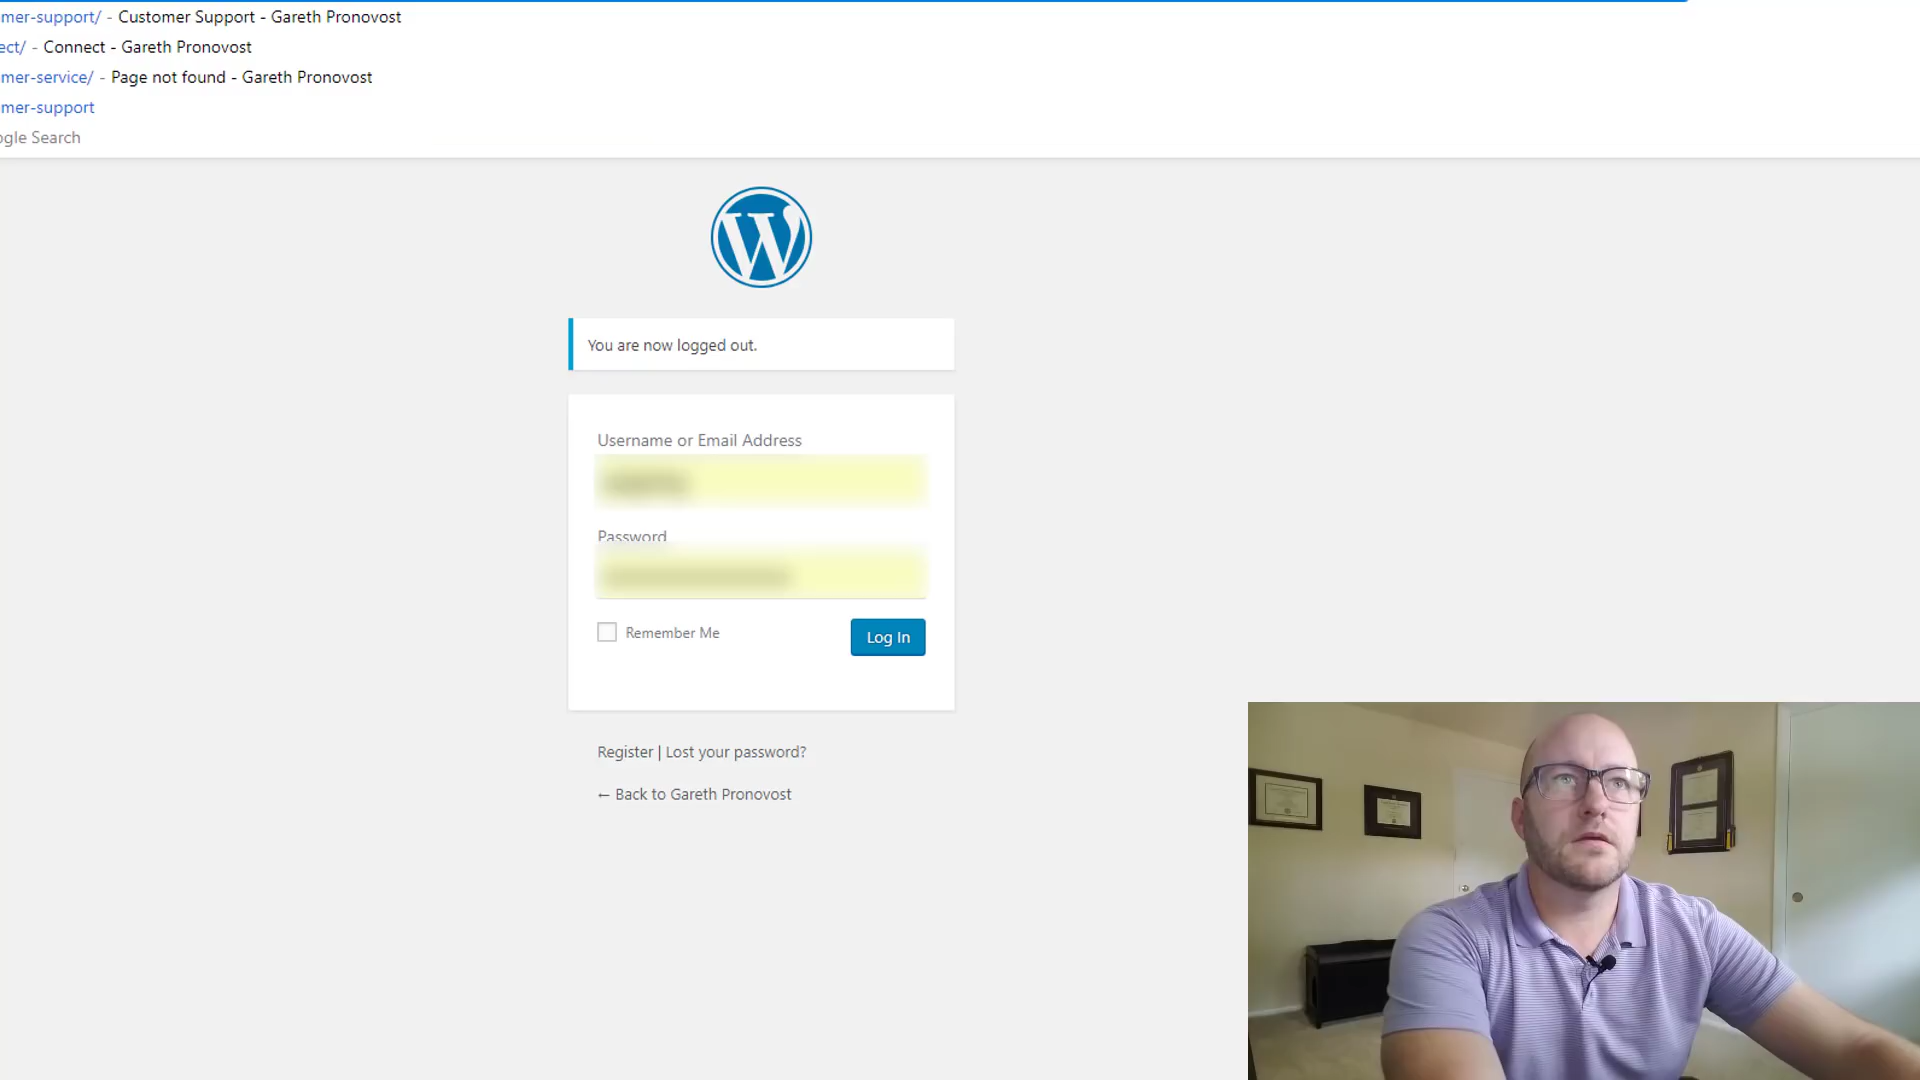 mer-support/ - Customer Support - Gareth Pronovost
ect/ - Connect - Gareth Pronovost
mer-service/ - Page not found - Gareth Pronovost
mer-support
ogle Search
You are now logged out.
Username or Email Address
Password
Remember Me
Log In
Register | Lost your password?
← Back to Gareth Pronovost